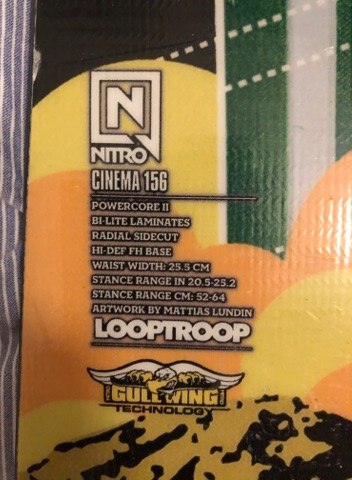 N
NITRO
CINEMA 156
POWERCORE II
BI-LITE LAMINATES
RADIAL SIDECUT
HI-DEF FH BASE
WAIST WIDTH: 25.5 CM
STANCE RANGE IN 20.5-25.2
STANCE RANGE CM: 52-64
ARTWORK BY MATTIAS LUNDIN
LOOPTROOP
GULLWING
TECHNOLOGY